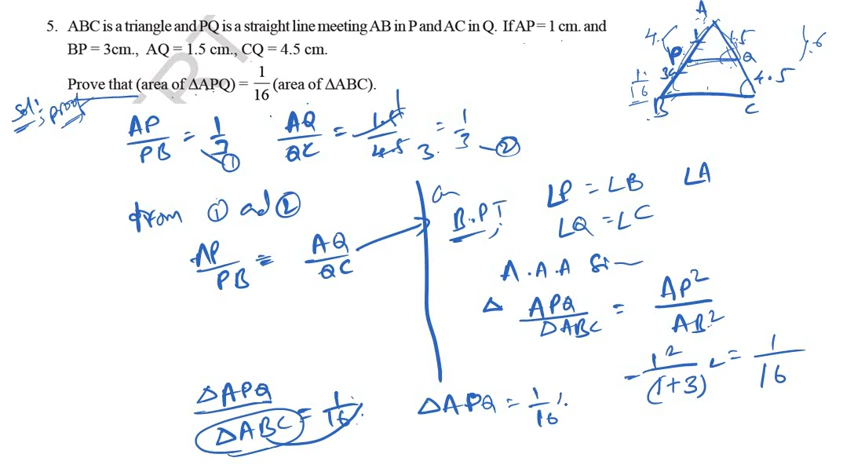 5. ABC is a triangle and PQ is a straight line meeting AB in P and AC in Q. If AP = 1 cm. and
BP = 3cm., AQ = 1.5 cm., CQ = 4.5 cm.
Prove that (area of ΔAPQ) = 1/16 (area of ΔABC).
Sol:; proof
AP/PB = 1/3 ① AQ/QC = 1.5/4.5 3 = 1/3 ②
from ① and ②
AP/PB = AQ/QC
B.P.T;
∠P = ∠B ∠A
∠Q = ∠C
A.A.A
Δ APQ/ΔABC = AP²/AB²
1²/(1+3)² = 1/16
ΔAPQ/ΔABC = 1/16
ΔAPQ = 1/16
A
P
Q
B
C
1
1.5
4.5
1/16